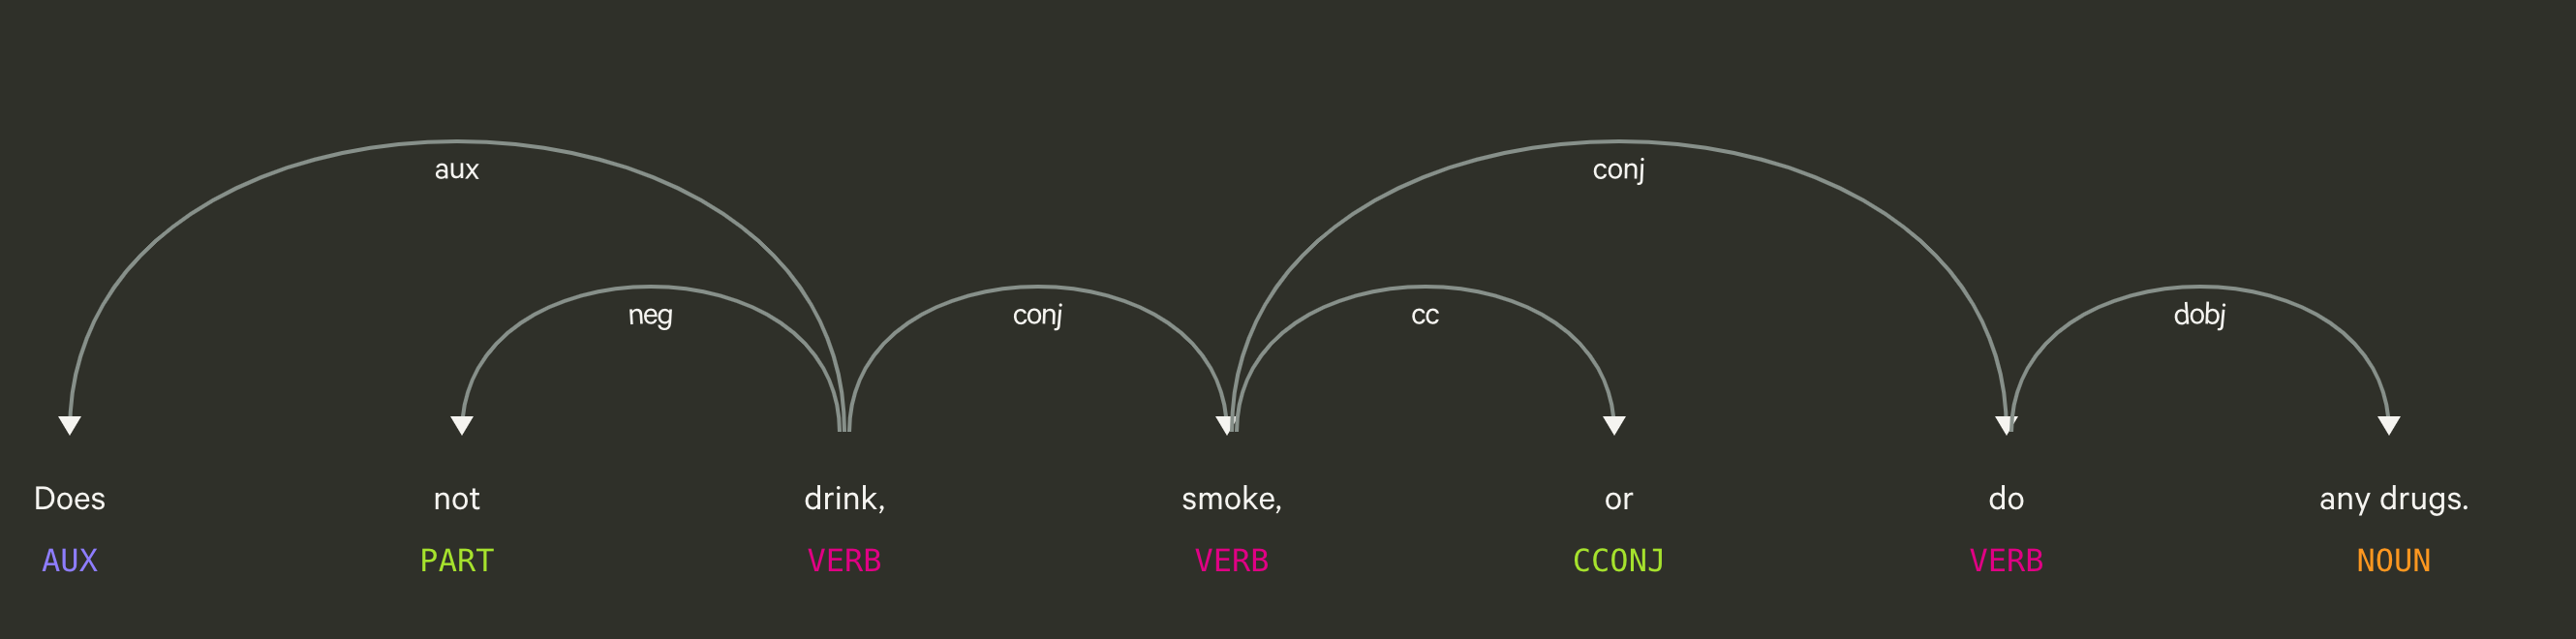 aux
conj
neg
conj
cc
dobj
Does not drink, smoke, or do any drugs.
AUX PART VERB VERB CCONJ VERB NOUN